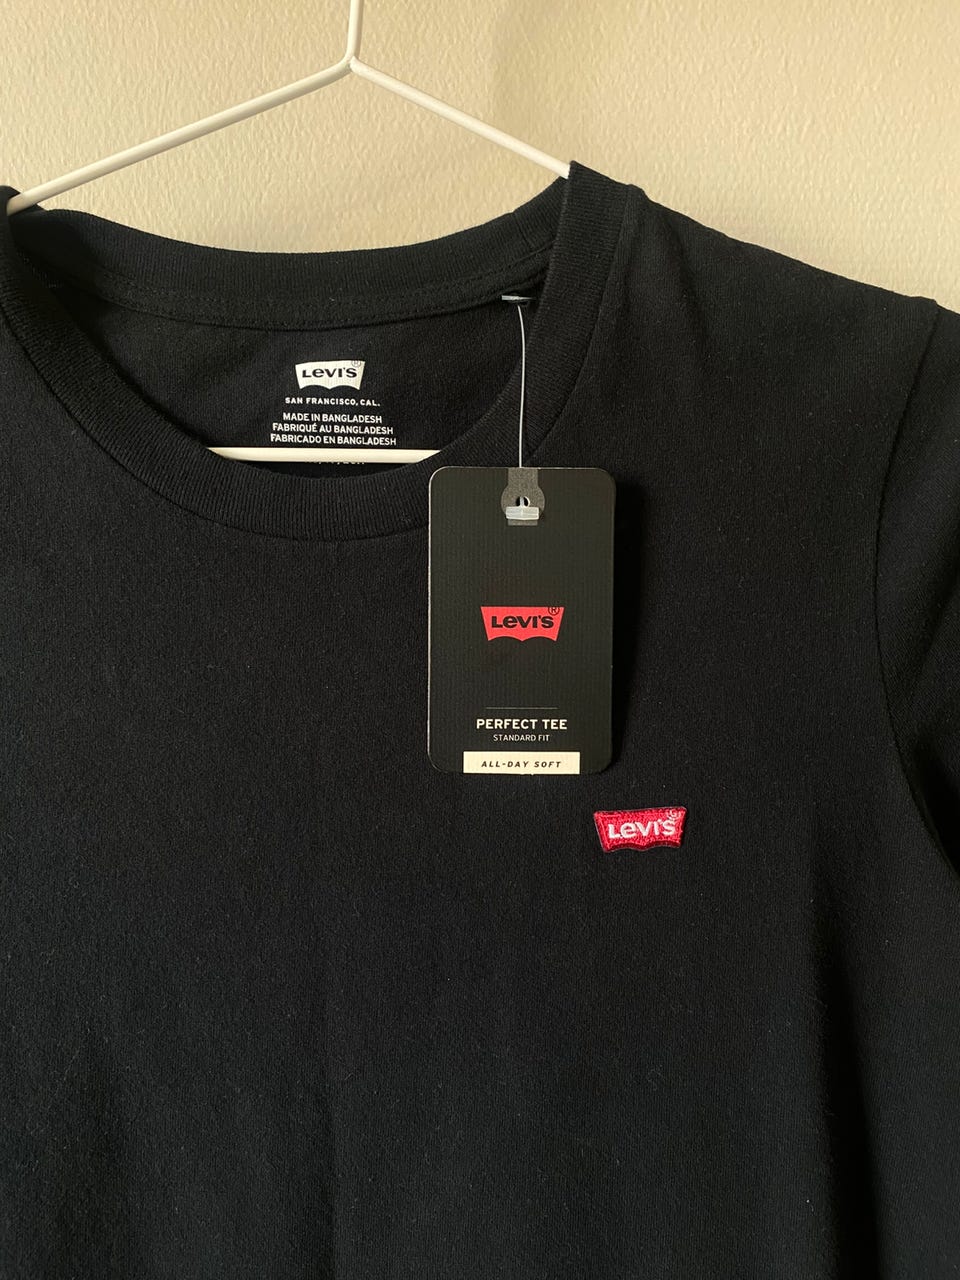 Levi's®
SAN FRANCISCO, CAL.
MADE IN BANGLADESH
FABRIQUÉ AU BANGLADESH
FABRICADO EN BANGLADESH
Levi's®
PERFECT TEE
STANDARD FIT
ALL-DAY SOFT
Levi's®